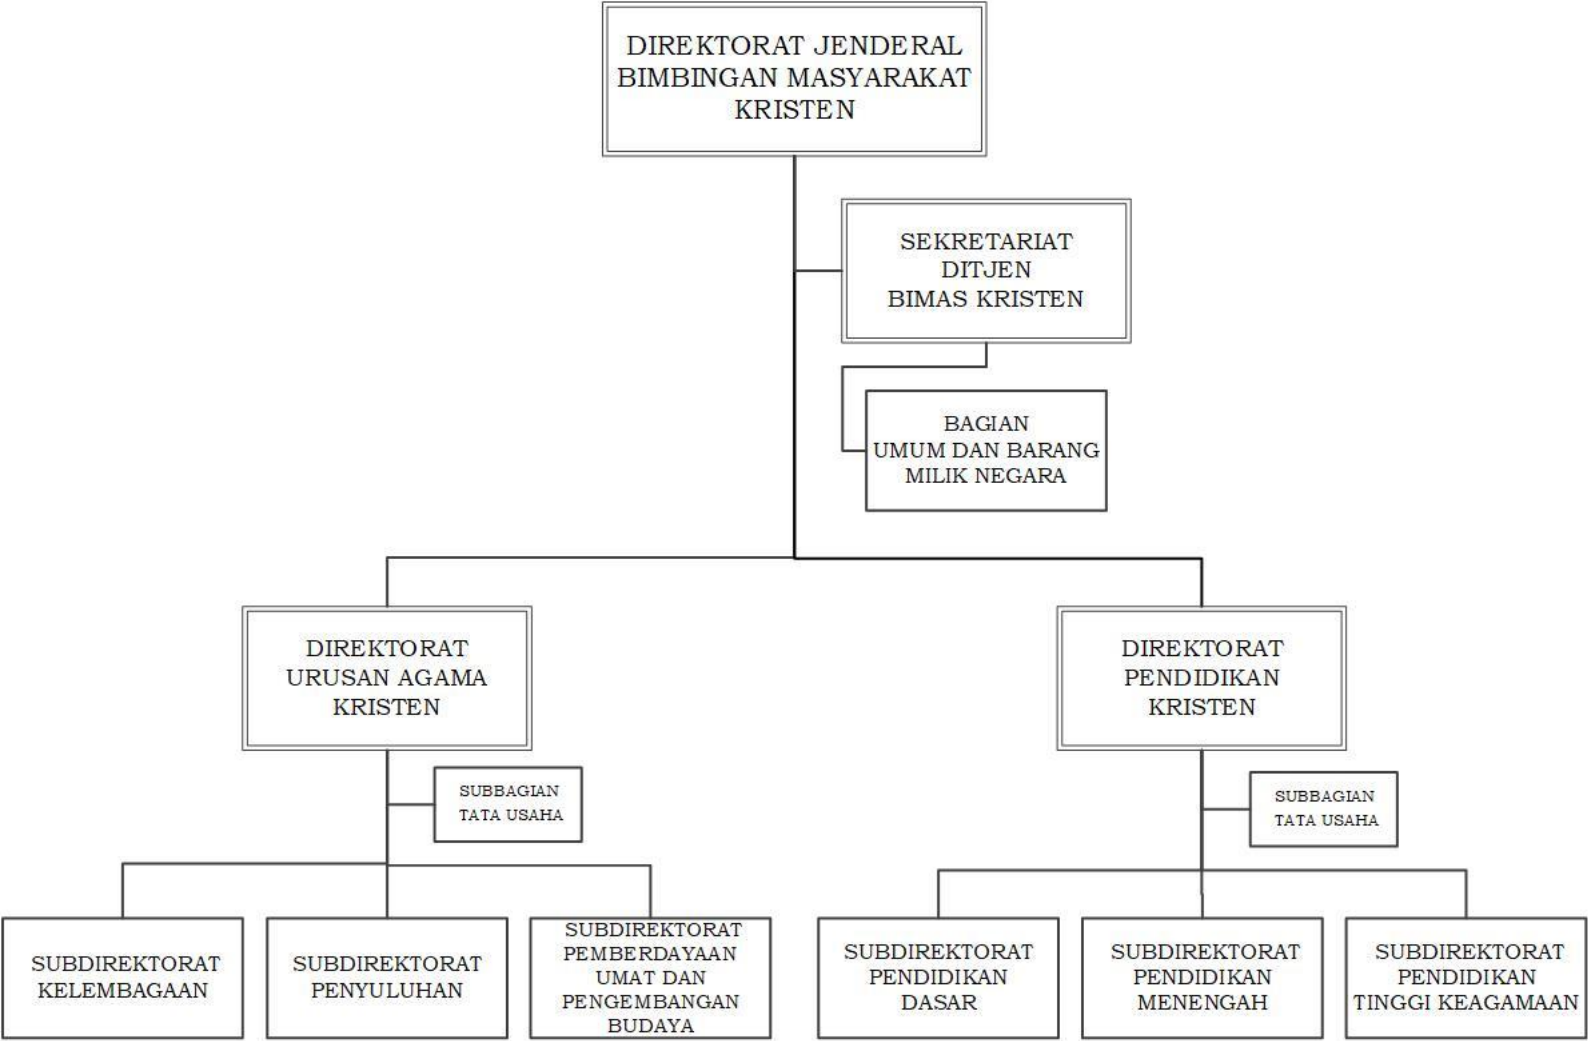 DIREKTORAT JENDERAL
BIMBINGAN MASYARAKAT
KRISTEN
SEKRETARIAT
DITJEN
BIMAS KRISTEN
BAGIAN
UMUM DAN BARANG
MILIK NEGARA
DIREKTORAT
URUSAN AGAMA
KRISTEN
DIREKTORAT
PENDIDIKAN
KRISTEN
SUBBAGIAN
TATA USAHA
SUBBAGIAN
TATA USAHA
SUBDIREKTORAT
KELEMBAGAAN
SUBDIREKTORAT
PENYULUHAN
SUBDIREKTORAT
PEMBERDAYAAN
UMAT DAN
PENGEMBANGAN
BUDAYA
SUBDIREKTORAT
PENDIDIKAN
DASAR
SUBDIREKTORAT
PENDIDIKAN
MENENGAH
SUBDIREKTORAT
PENDIDIKAN
TINGGI KEAGAMAAN